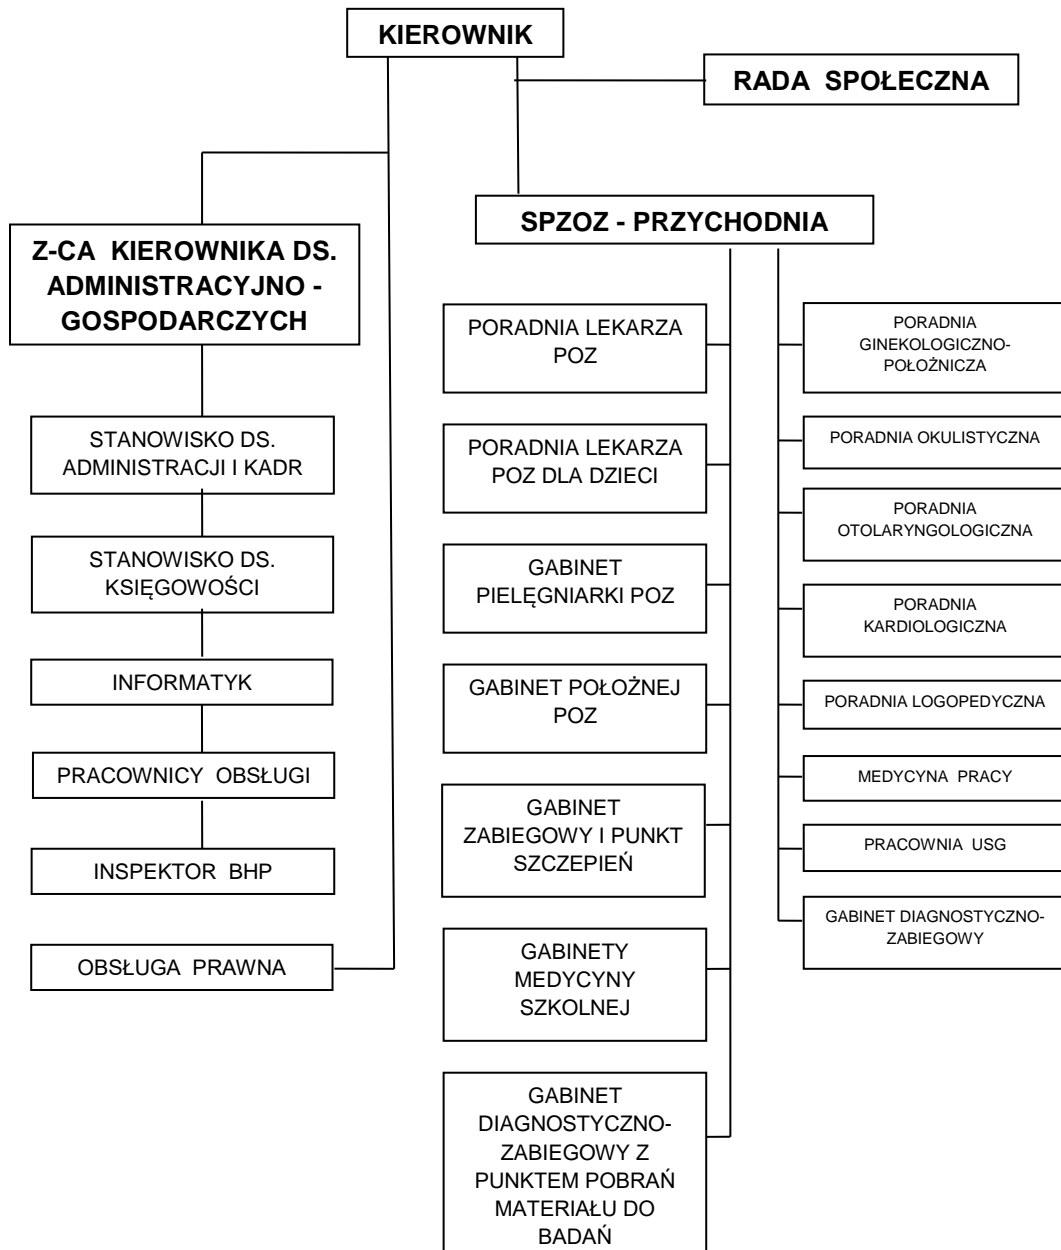 KIEROWNIK
RADA SPOŁECZNA
Z-CA KIEROWNIKA DS.
ADMINISTRACYJNO -
GOSPODARCZYCH
STANOWISKO DS.
ADMINISTRACJI I KADR
STANOWISKO DS.
KSIĘGOWOŚCI
INFORMATYK
PRACOWNICY OBSŁUGI
INSPEKTOR BHP
OBSŁUGA PRAWNA
SPZOZ - PRZYCHODNIA
PORADNIA LEKARZA
POZ
PORADNIA LEKARZA
POZ DLA DZIECI
GABINET
PIELĘGNIARKI POZ
GABINET POŁOŻNEJ
POZ
GABINET
ZABIEGOWY I PUNKT
SZCZEPIEŃ
GABINETY
MEDYCYNY
SZKOLNEJ
GABINET
DIAGNOSTYCZNO-
ZABIEGOWY Z
PUNKTEM POBRAŃ
MATERIAŁU DO
BADAŃ
PORADNIA
GINEKOLOGICZNO-
POŁOŻNICZA
PORADNIA OKULISTYCZNA
PORADNIA
OTOLARYNGOLOGICZNA
PORADNIA
KARDIOLOGICZNA
PORADNIA LOGOPEDYCZNA
MEDYCYNA PRACY
PRACOWNIA USG
GABINET DIAGNOSTYCZNO-
ZABIEGOWY